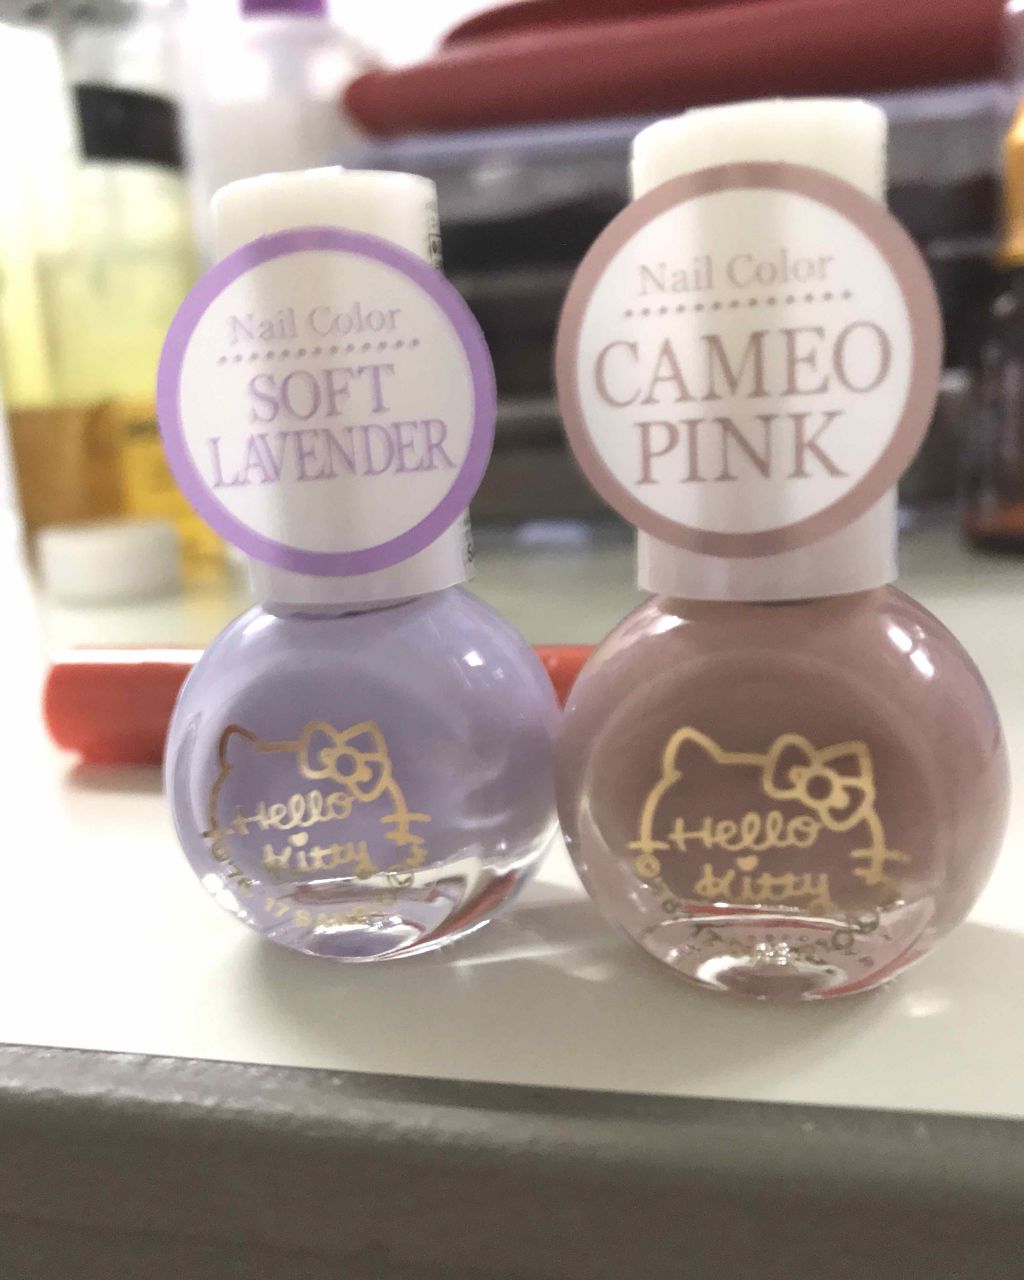 Nail Color
SOFT
LAVENDER
Hello
Kitty
Nail Color
CAMEO
PINK
Hello
Kitty